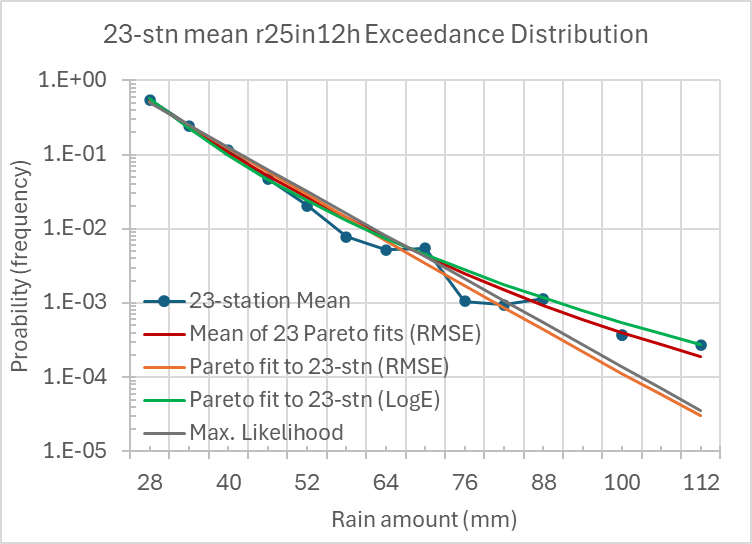 23-stn mean r25in12h Exceedance Distribution
1.E+00
1.E-01
1.E-02
1.E-03
1.E-04
1.E-05
Proability (frequency)
23-station Mean
Mean of 23 Pareto fits (RMSE)
Pareto fit to 23-stn (RMSE)
Pareto fit to 23-stn (LogE)
Max. Likelihood
28 40 52 64 76 88 100 112
Rain amount (mm)